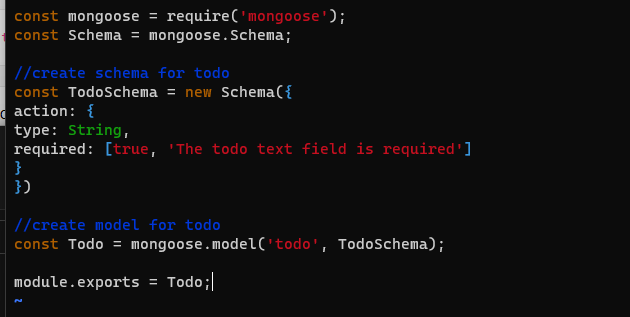 const mongoose = require('mongoose');
const Schema = mongoose.Schema;
//create schema for todo
const TodoSchema = new Schema({
action: {
type: String,
required: [true, 'The todo text field is required']
}
})
//create model for todo
const Todo = mongoose.model('todo', TodoSchema);
module.exports = Todo;
~